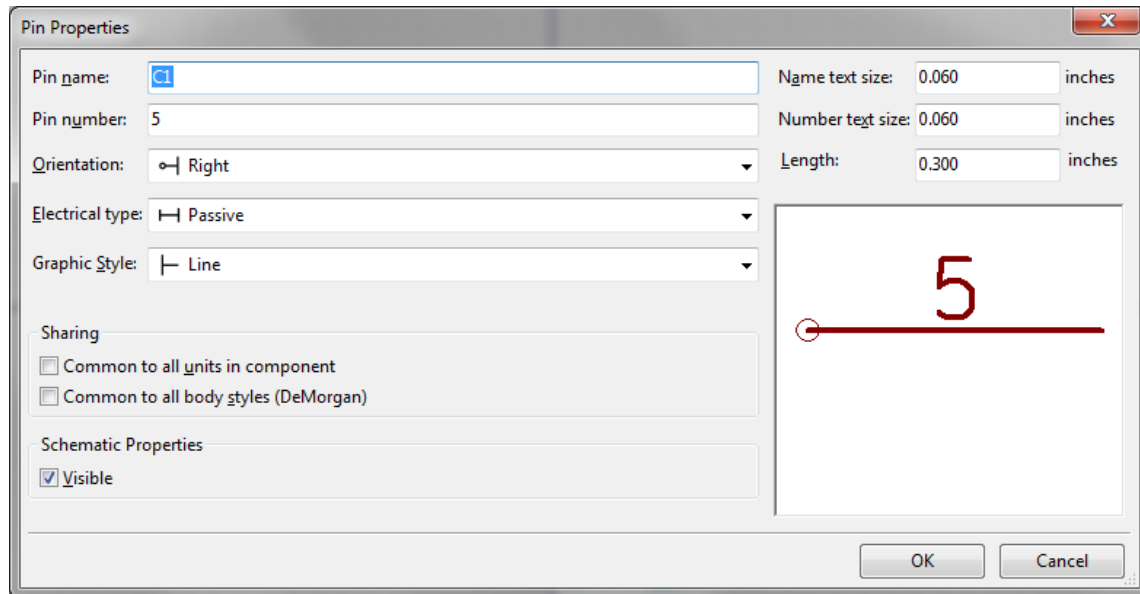 Pin Properties
Pin name: C1
Pin number: 5
Orientation: Right
Electrical type: Passive
Graphic Style: Line
Sharing
Common to all units in component
Common to all body styles (DeMorgan)
Schematic Properties
Visible
Name text size: 0.060 inches
Number text size: 0.060 inches
Length: 0.300 inches
5
OK Cancel